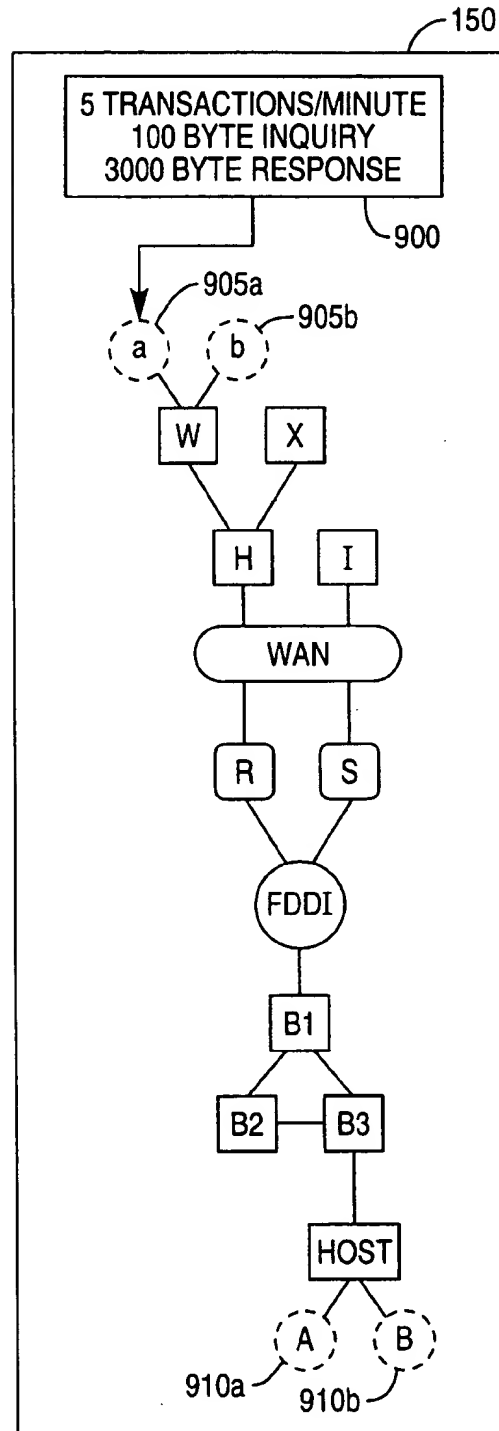 150
5 TRANSACTIONS/MINUTE
100 BYTE INQUIRY
3000 BYTE RESPONSE
900
905a
905b
a
b
W
X
H
I
WAN
R
S
FDDI
B1
B2
B3
HOST
A
B
910a
910b